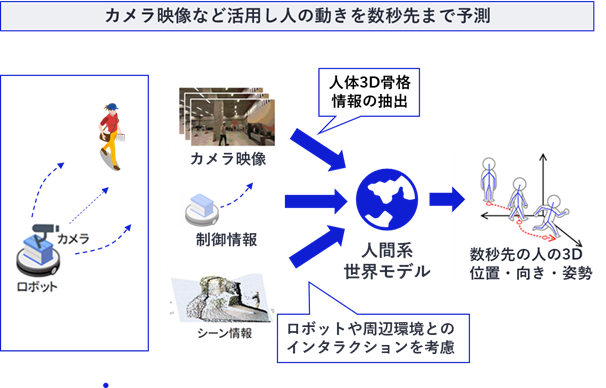 カメラ映像など活用し人の動きを数秒先まで予測
人体3D骨格
情報の抽出
カメラ映像
カメラ
ロボット
制御情報
人間系
世界モデル
数秒先の人の3D
位置・向き・姿勢
シーン情報
ロボットや周辺環境との
インタラクションを考慮